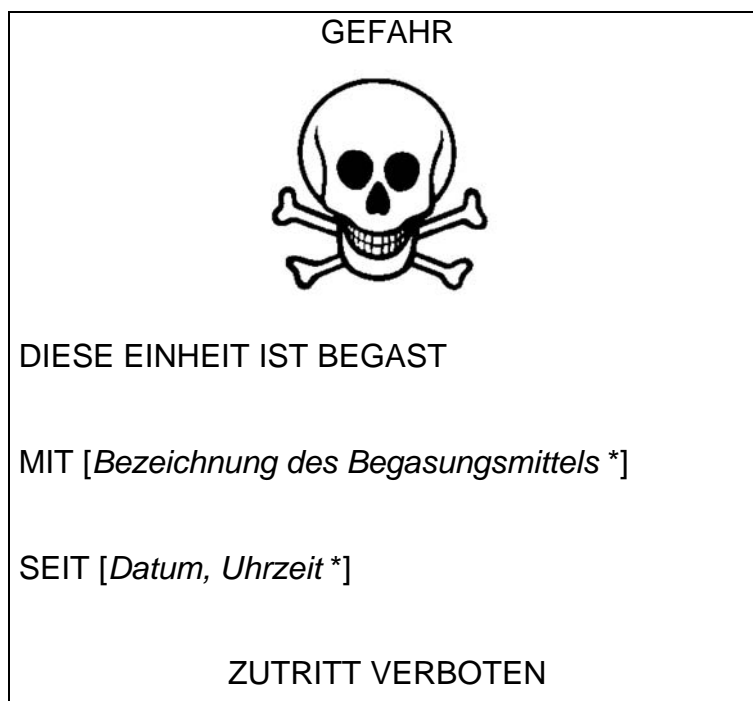 GEFAHR
DIESE EINHEIT IST BEGAST
MIT [Bezeichnung des Begasungsmittels *]
SEIT [Datum, Uhrzeit *]
ZUTRITT VERBOTEN